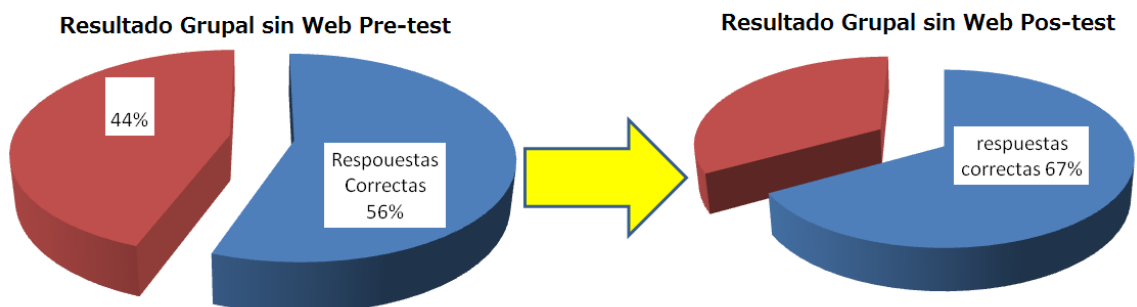 Resultado Grupal sin Web Pre-test
44%
Respouestas
Correctas
56%
Resultado Grupal sin Web Pos-test
respuestas
correctas 67%